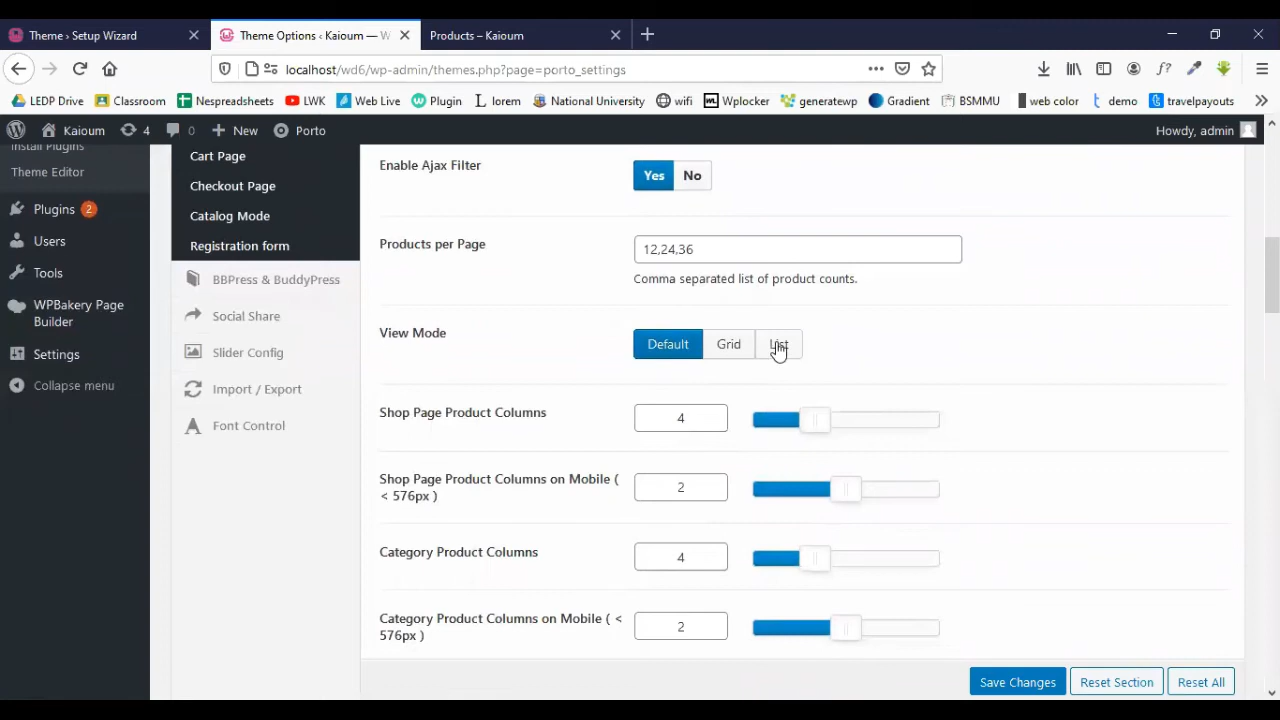 Theme › Setup Wizard
Theme Options ‹ Kaioum — W
Products – Kaioum
localhost/wd6/wp-admin/themes.php?page=porto_settings
LEDP Drive
Classroom
Nespreadsheets
LWK
Web Live
Plugin
lorem
National University
wifi
Wplocker
generatewp
Gradient
BSMMU
web color
demo
travelpayouts
Kaioum
4
0
New
Porto
Howdy, admin
Install Plugins
Theme Editor
Plugins 2
Users
Tools
WPBakery Page
Builder
Settings
Collapse menu
Cart Page
Checkout Page
Catalog Mode
Registration form
BBPress & BuddyPress
Social Share
Slider Config
Import / Export
Font Control
Enable Ajax Filter
Yes No
Products per Page
12,24,36
Comma separated list of product counts.
View Mode
Default Grid List
Shop Page Product Columns
4
Shop Page Product Columns on Mobile (
< 576px )
2
Category Product Columns
4
Category Product Columns on Mobile ( <
576px )
2
Save Changes
Reset Section
Reset All